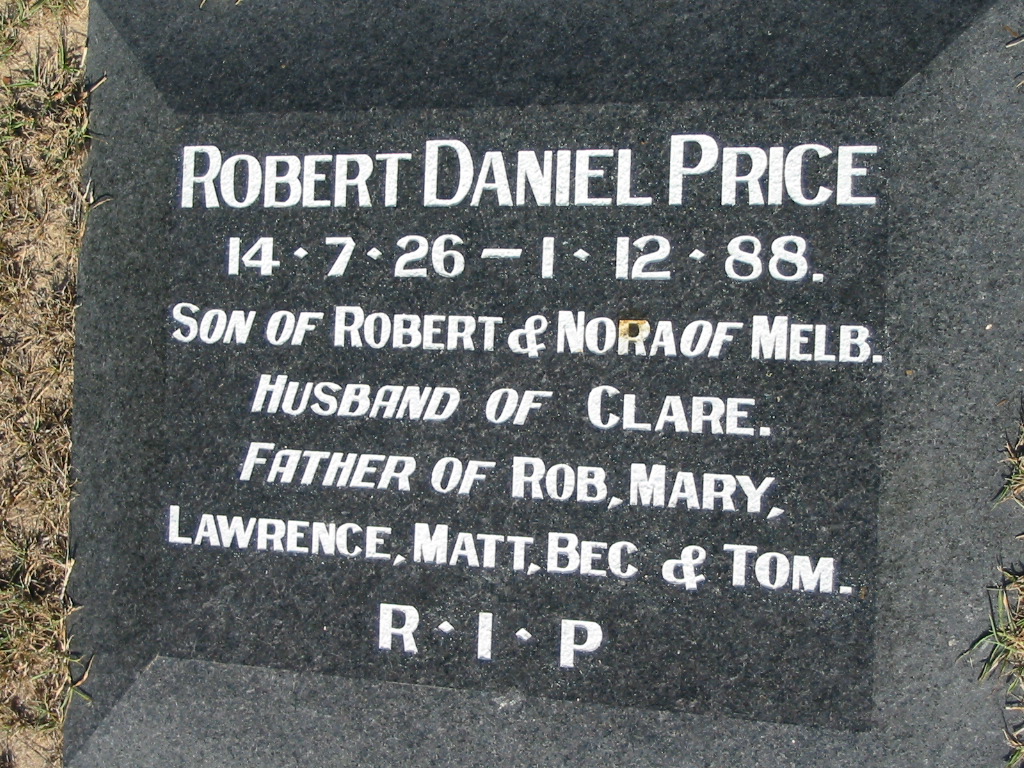 ROBERT DANIEL PRICE
14·7·26–1·12·88.
SON OF ROBERT & NORA OF MELB.
HUSBAND OF CLARE.
FATHER OF ROB, MARY,
LAWRENCE, MATT, BEC & TOM.
R·I·P